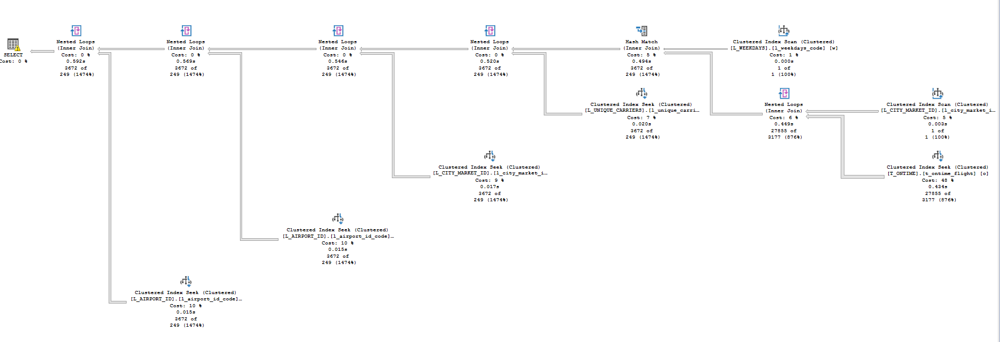 SELECT
Cost: 0 %
Nested Loops
(Inner Join)
Cost: 0 %
0.592s
3672 of
249 (1474%)
Nested Loops
(Inner Join)
Cost: 0 %
0.569s
3672 of
249 (1474%)
Nested Loops
(Inner Join)
Cost: 0 %
0.546s
3672 of
249 (1474%)
Nested Loops
(Inner Join)
Cost: 0 %
0.520s
3672 of
249 (1474%)
Hash Match
(Inner Join)
Cost: 5 %
0.494s
3672 of
249 (1474%)
Clustered Index Scan (Clustered)
[L_WEEKDAYS].[l_weekdays_code] [w]
Cost: 1 %
0.000s
1 of
1 (100%)
Clustered Index Seek (Clustered)
[L_UNIQUE_CARRIERS].[l_unique_carri…
Cost: 7 %
0.020s
3672 of
249 (1474%)
Nested Loops
(Inner Join)
Cost: 6 %
0.449s
27855 of
3177 (876%)
Clustered Index Scan (Clustered)
[L_CITY_MARKET_ID].[l_city_market_i…
Cost: 5 %
0.003s
1 of
1 (100%)
Clustered Index Seek (Clustered)
[L_CITY_MARKET_ID].[l_city_market_i…
Cost: 9 %
0.017s
3672 of
249 (1474%)
Clustered Index Seek (Clustered)
[T_ONTIME].[t_ontime_flight] [o]
Cost: 48 %
0.434s
27855 of
3177 (876%)
Clustered Index Seek (Clustered)
[L_AIRPORT_ID].[l_airport_id_code]…
Cost: 10 %
0.015s
3672 of
249 (1474%)
Clustered Index Seek (Clustered)
[L_AIRPORT_ID].[l_airport_id_code]…
Cost: 10 %
0.015s
3672 of
249 (1474%)